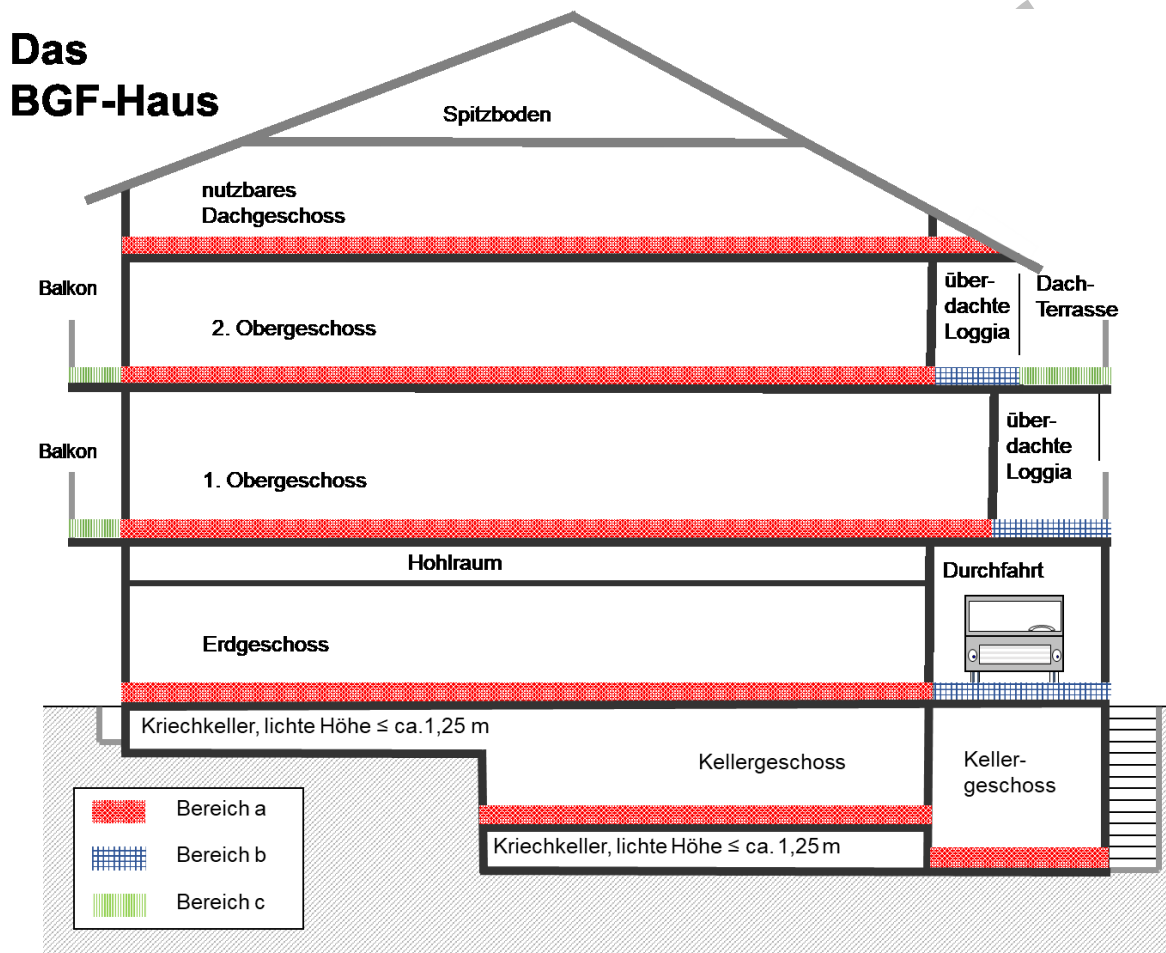 Das
BGF-Haus
Spitzboden
nutzbares
Dachgeschoss
Balkon
2. Obergeschoss
über-
dachte
Loggia
Dach-
Terrasse
Balkon
1. Obergeschoss
über-
dachte
Loggia
Hohlraum
Durchfahrt
Erdgeschoss
Kriechkeller, lichte Höhe ≤ ca.1,25 m
Kellergeschoss
Keller-
geschoss
Kriechkeller, lichte Höhe ≤ ca. 1,25 m
Bereich a
Bereich b
Bereich c